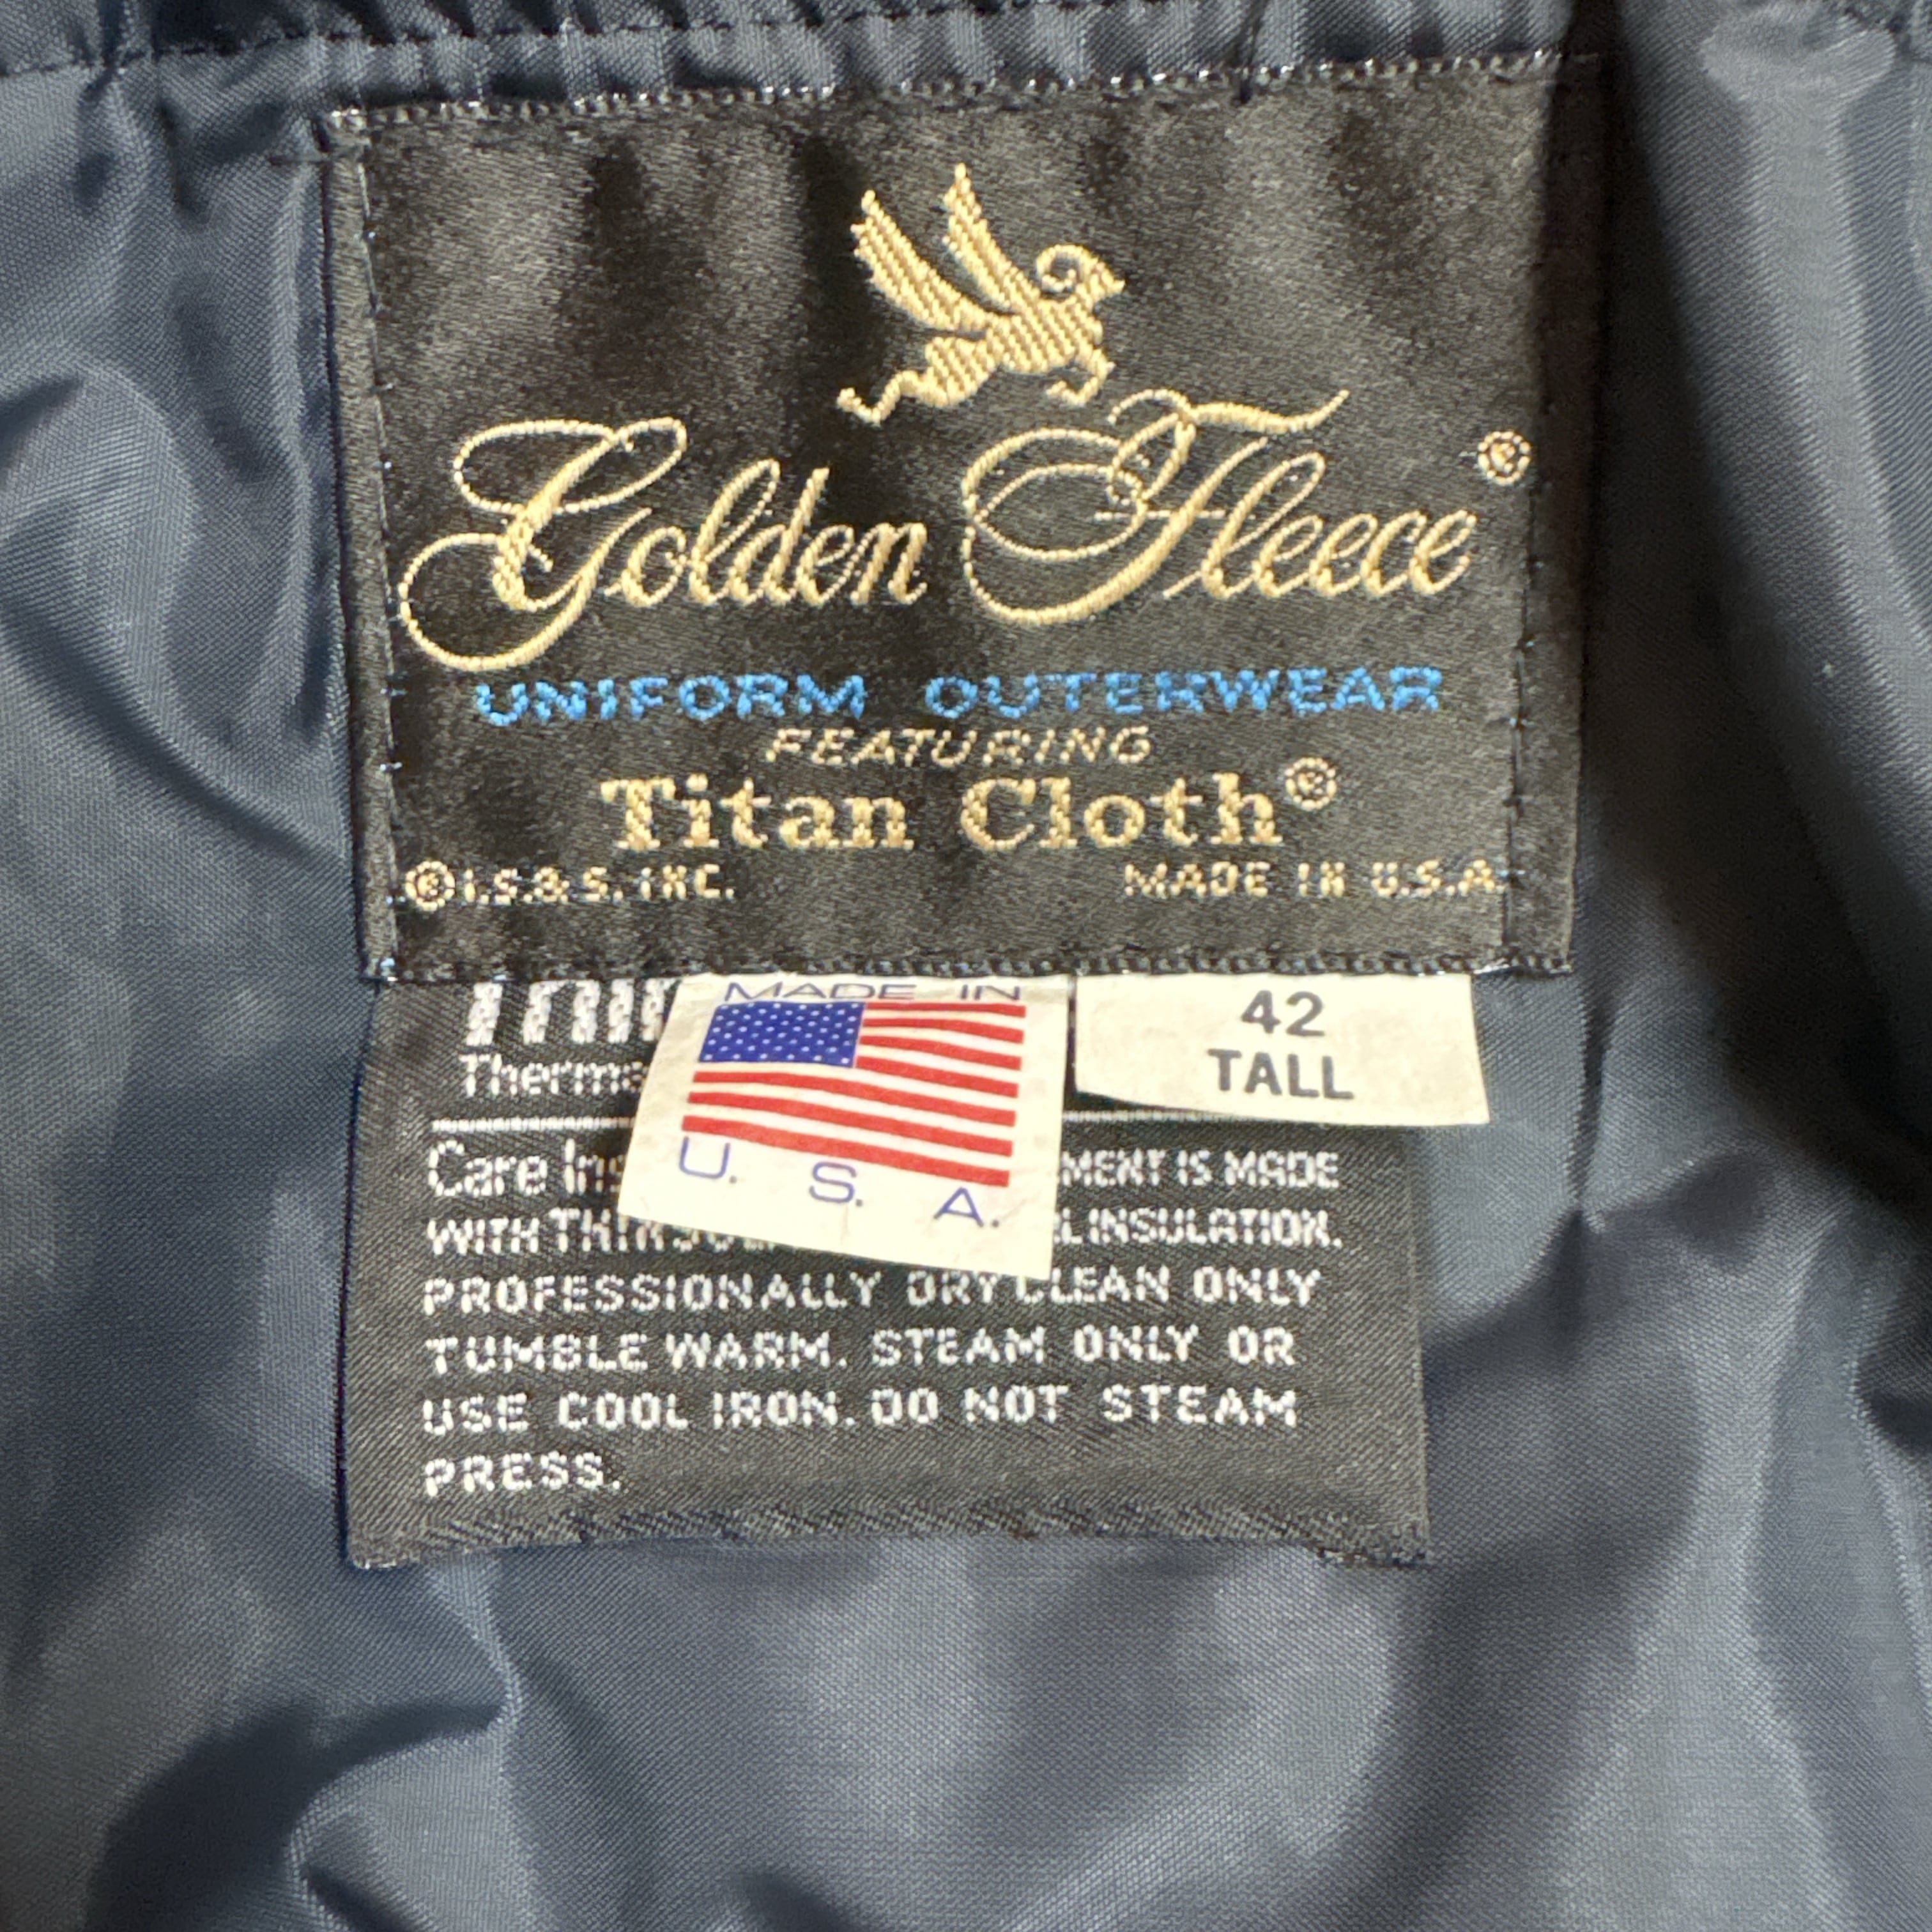 Golden Fleece ®
UNIFORM OUTERWEAR
FEATURING
Titan Cloth®
© I.S.& S. INC. MADE IN U.S.A.
MADE IN
U. S. A.
42
TALL
Care
MENT IS MADE
WITH INSULATION.
PROFESSIONALLY DRY CLEAN ONLY
TUMBLE WARM. STEAM ONLY OR
USE COOL IRON. DO NOT STEAM
PRESS.